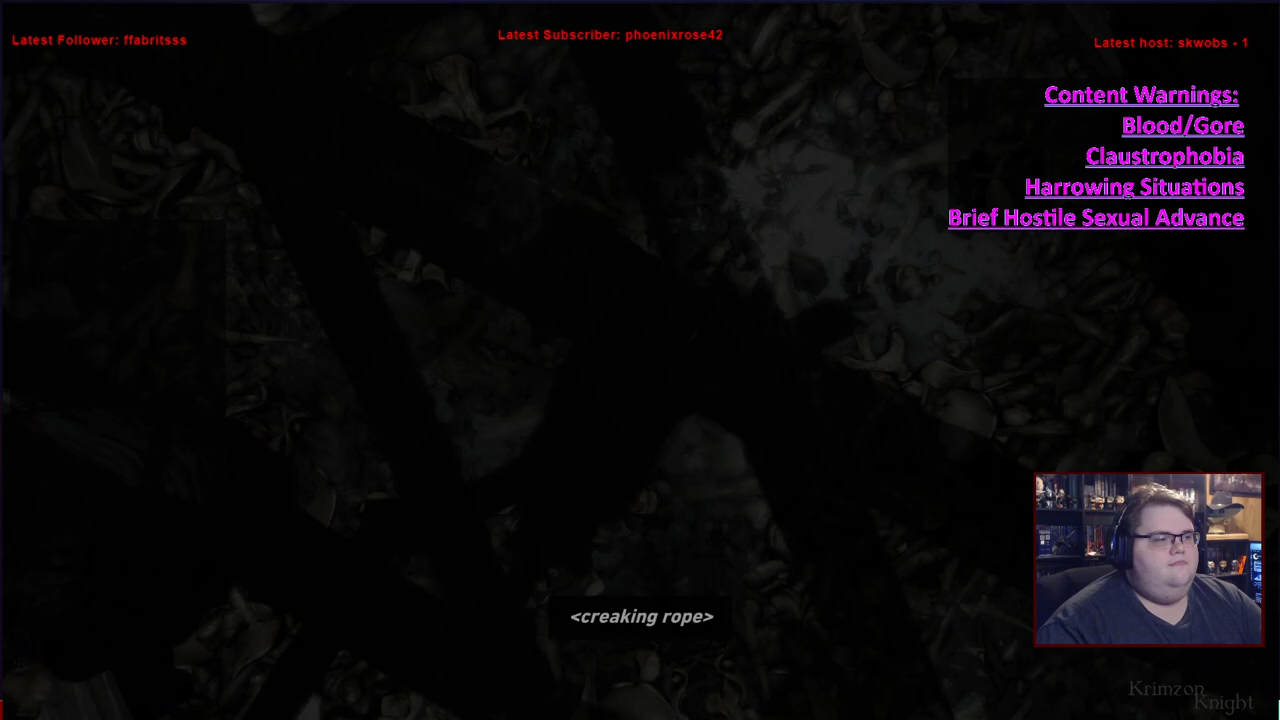 Latest Follower: ffabritsss
Latest Subscriber: phoenixrose42
Latest host: skwobs - 1
Content Warnings:
Blood/Gore
Claustrophobia
Harrowing Situations
Brief Hostile Sexual Advance
<creaking rope>
Krimzon
Knight